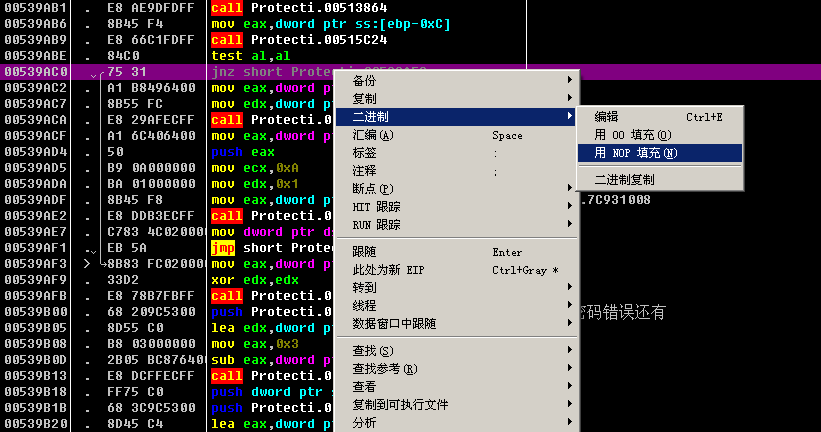 00539AB1 . E8 AE9DFDFF call Protecti.00513864
00539AB6 . 8B45 F4 mov eax,dword ptr ss:[ebp-0xC]
00539AB9 . E8 66C1FDFF call Protecti.00515C24
00539ABE . 84C0 test al,al
00539AC0 . 75 31 jnz short
00539AC2 . A1 B8496400 mov eax,dword
00539AC7 . 8B55 FC mov edx,dword
00539ACA . E8 29AFECFF call Protecti.00
00539ACF . A1 6C406400 mov eax,dword
00539AD4 . 50 push eax
00539AD5 . B9 0A000000 mov ecx,0xA
00539ADA . BA 01000000 mov edx,0x1
00539ADF . 8B45 F8 mov eax,dword .7C931008
00539AE2 . E8 DDB3ECFF call Protecti.00
00539AE7 . C783 4C020000 mov dword ptr
00539AF1 . EB 5A jmp short
00539AF3 > 8B83 FC020000 mov eax,dword
00539AF9 . 33D2 xor edx,edx
00539AFB . E8 78B7FBFF call Protecti.00
00539B00 . 68 209C5300 push Protecti.00 密码错误还有
00539B05 . 8D55 C0 lea edx,dword
00539B08 . B8 03000000 mov eax,0x3
00539B0D . 2B05 BC876400 sub eax,dword
00539B13 . E8 DCFFECFF call Protecti.00
00539B18 . FF75 C0 push dword ptr
00539B1B . 68 3C9C5300 push Protecti.00
00539B20 . 8D45 C4 lea eax,dword
备份
复制
二进制
汇编(A) Space
标签 :
注释 ;
断点(P)
HIT 跟踪
RUN 跟踪
跟随 Enter
此处为新 EIP Ctrl+Gray *
转到
线程
数据窗口中跟随
查找(S)
查找参考(R)
查看
复制到可执行文件
分析
编辑 Ctrl+E
用 00 填充(O)
用 NOP 填充(N)
二进制复制